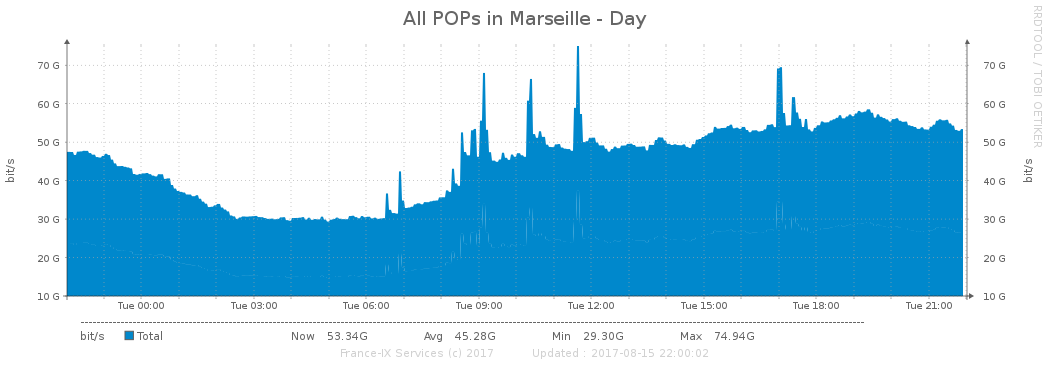 All POPs in Marseille - Day
RRDTOOL / TOBI OETIKER
bit/s
70 G
60 G
50 G
40 G
30 G
20 G
10 G
70 G
60 G
50 G
40 G
30 G
20 G
10 G
bit/s
Tue 00:00 Tue 03:00 Tue 06:00 Tue 09:00 Tue 12:00 Tue 15:00 Tue 18:00 Tue 21:00
bit/s Total Now 53.34G Avg 45.28G Min 29.30G Max 74.94G
France-IX Services (c) 2017 Updated : 2017-08-15 22:00:02